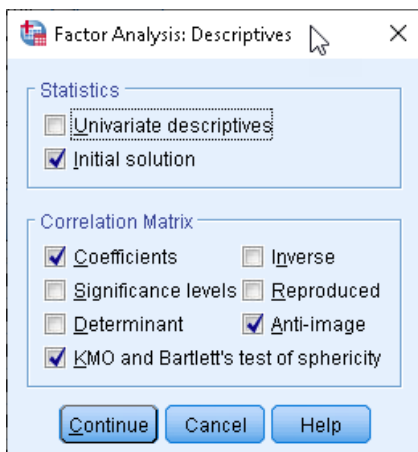 Factor Analysis: Descriptives
Statistics
Univariate descriptives
Initial solution
Correlation Matrix
Coefficients Inverse
Significance levels Reproduced
Determinant Anti-image
KMO and Bartlett's test of sphericity
Continue Cancel Help